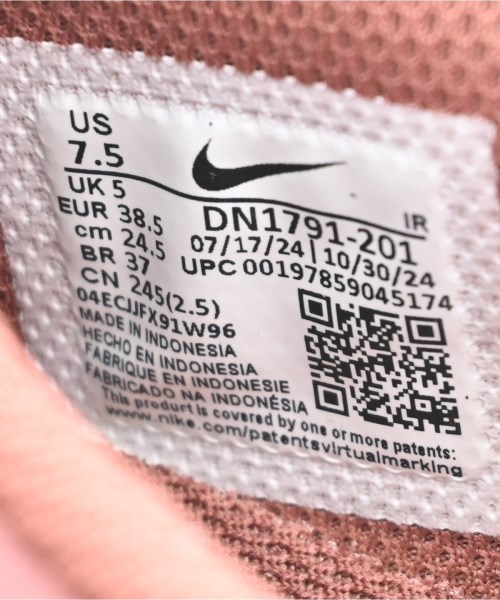 US
7.5
UK 5
EUR 38.5
cm 24.5
BR 37
CN 245(2.5)
IR
DN1791-201
07/17/24 | 10/30/24
UPC 00197859045174
04ECJJFX91W96
MADE IN INDONESIA
HECHO EN INDONESIA
FABRIQUE EN INDONESIE
FABRICADO NA INDONÉSIA
This product is covered by one or more patents:
www.nike.com/patentsvirtualmarking